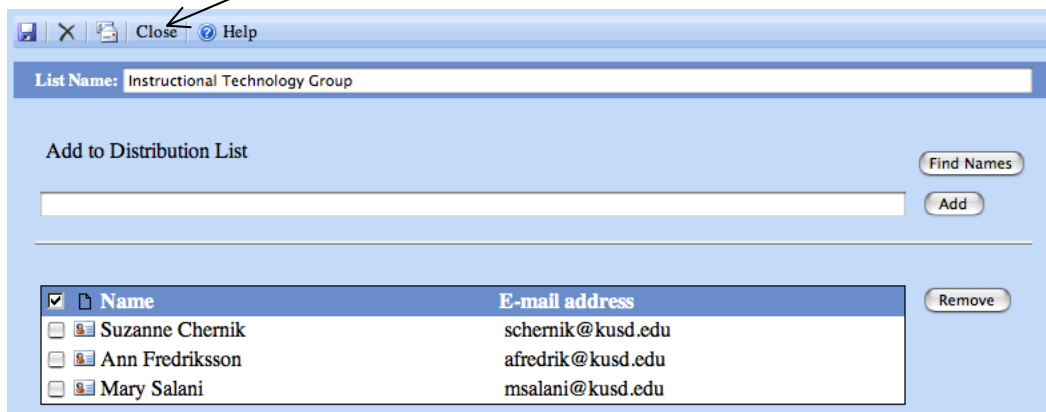 Close Help
List Name: Instructional Technology Group
Add to Distribution List
Find Names
Add
Name E-mail address Remove
Suzanne Chernik schernik@kusd.edu
Ann Fredriksson afredrik@kusd.edu
Mary Salani msalani@kusd.edu